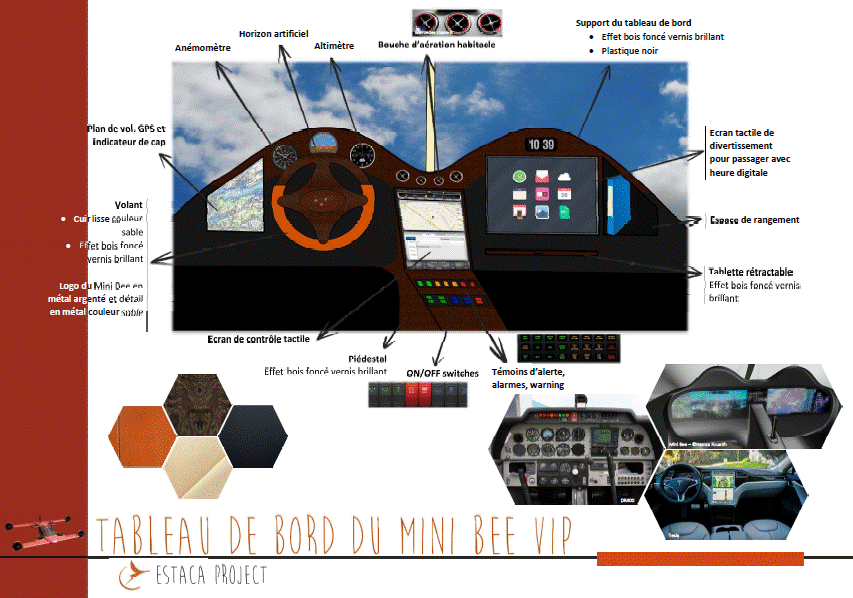 Horizon artificiel
Anémomètre
Altimètre
Bouche d'aération habitacle
Support du tableau de bord
• Effet bois foncé vernis brillant
• Plastique noir
Plan de vol, GPS et
indicateur de cap
10 39
Ecran tactile de
divertissement
pour passager avec
heure digitale
Volant
• Cuir lisse couleur
sable
• Effet bois foncé
vernis brillant
Logo du Mini Bee en
métal argenté et détail
en métal couleur sable
Espace de rangement
Tablette rétractable
Effet bois foncé vernis
brillant
Ecran de contrôle tactile
Piédestal
Effet bois foncé vernis brillant
ON/OFF switches
Témoins d'alerte,
alarmes, warning
DR400
Tesla
TABLEAU DE BORD DU MINI BEE VIP
ESTACA PROJECT